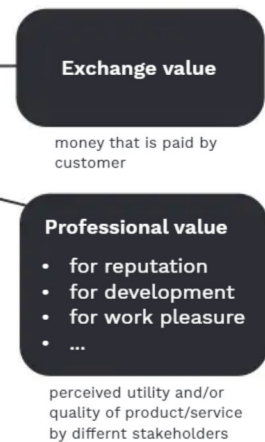 Exchange value
money that is paid by
customer
Professional value
• for reputation
• for development
• for work pleasure
• ...
perceived utility and/or
quality of product/service
by differnt stakeholders